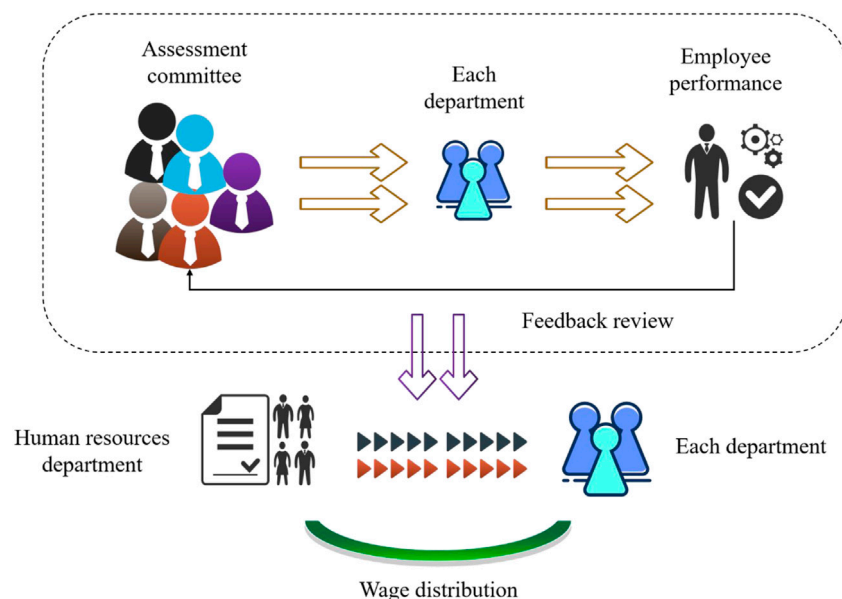 Assessment
committee
Each
department
Employee
performance
Feedback review
Human resources
department
Each department
Wage distribution